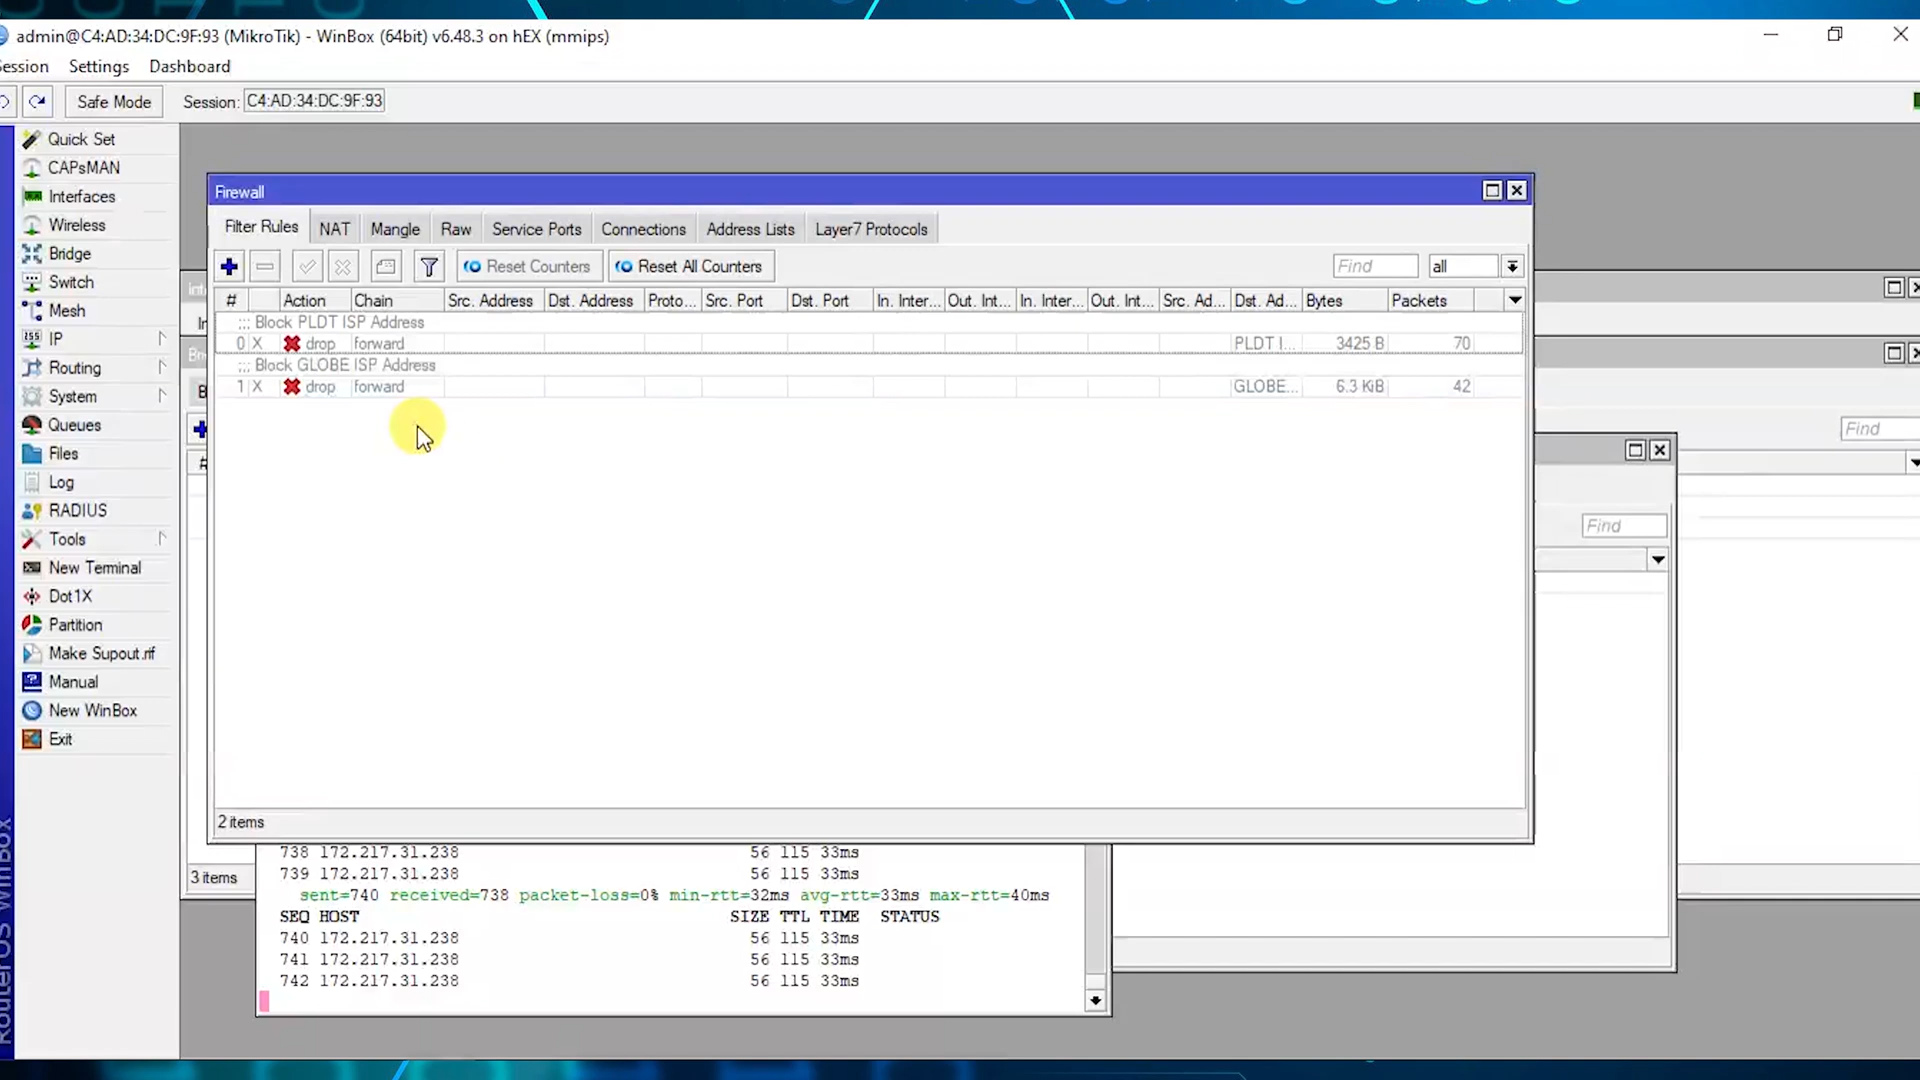 admin@C4:AD:34:DC:9F:93 (MikroTik) - WinBox (64bit) v6.48.3 on hEX (mmips)
Session Settings Dashboard
Safe Mode Session: C4:AD:34:DC:9F:93
Quick Set
CAPsMAN
Interfaces
Wireless
Bridge
Switch
Mesh
IP
Routing
System
Queues
Files
Log
RADIUS
Tools
New Terminal
Dot1X
Partition
Make Supout.rif
Manual
New WinBox
Exit
RouterOS WinBox
Firewall
Filter Rules NAT Mangle Raw Service Ports Connections Address Lists Layer7 Protocols
Reset Counters Reset All Counters Find all
# Action Chain Src. Address Dst. Address Proto... Src. Port Dst. Port In. Inter... Out. Int... In. Inter... Out. Int... Src. Ad... Dst. Ad... Bytes Packets
;;; Block PLDT ISP Address
0 X drop forward PLDT I... 3425 B 70
;;; Block GLOBE ISP Address
1 X drop forward GLOBE... 6.3 KiB 42
2 items
Find
Find
3 items
738 172.217.31.238 56 115 33ms
739 172.217.31.238 56 115 33ms
sent=740 received=738 packet-loss=0% min-rtt=32ms avg-rtt=33ms max-rtt=40ms
SEQ HOST SIZE TTL TIME STATUS
740 172.217.31.238 56 115 33ms
741 172.217.31.238 56 115 33ms
742 172.217.31.238 56 115 33ms